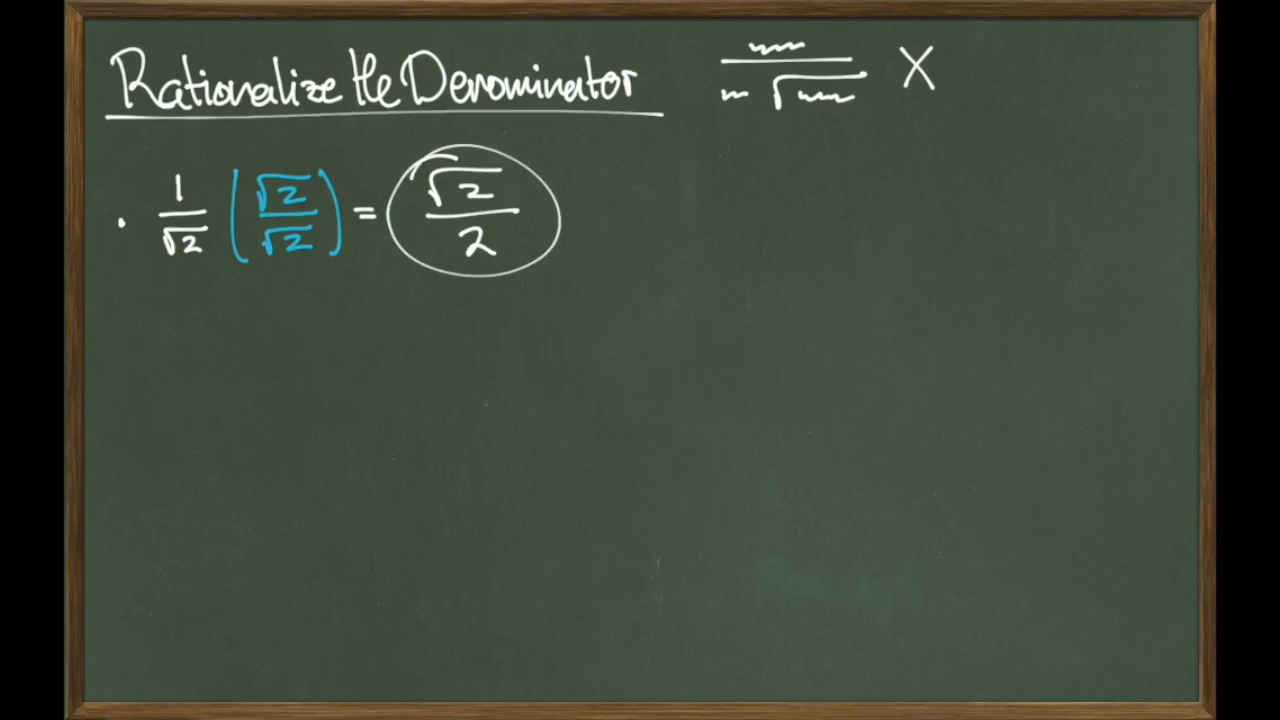 Rationalize the Denominator
X
· 1/√2 (√2/√2) = √2/2